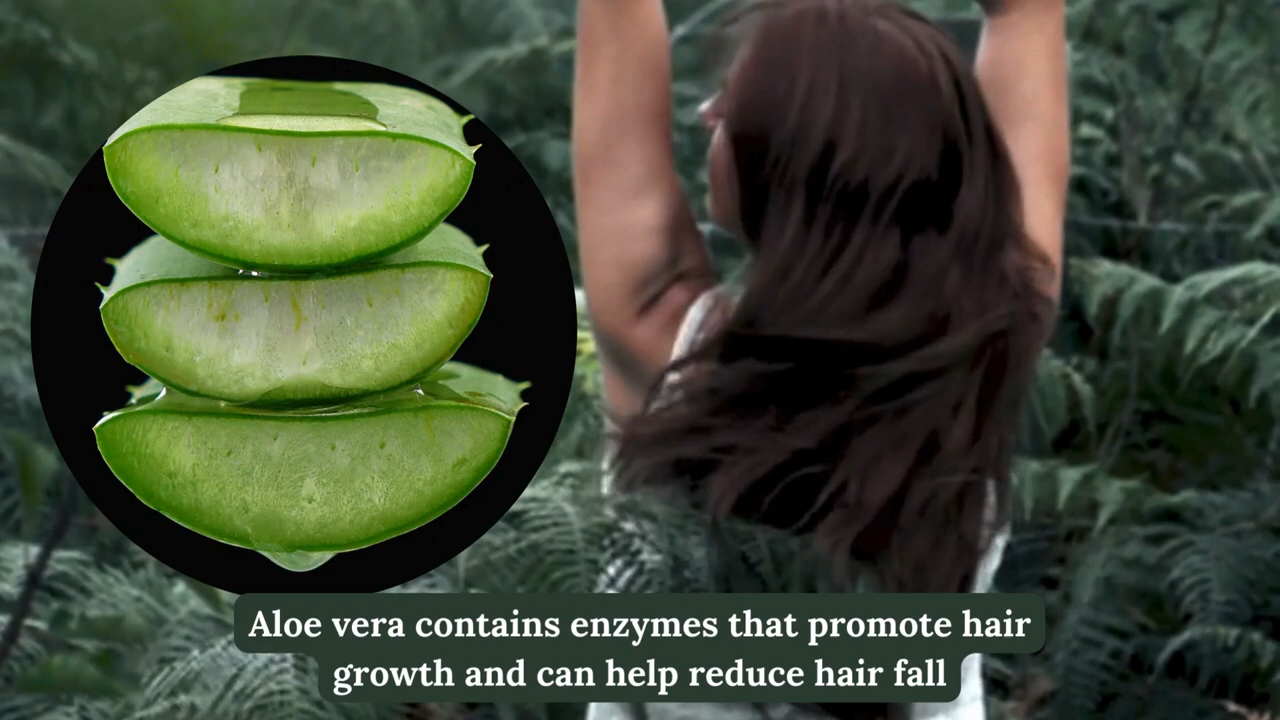 Aloe vera contains enzymes that promote hair
growth and can help reduce hair fall